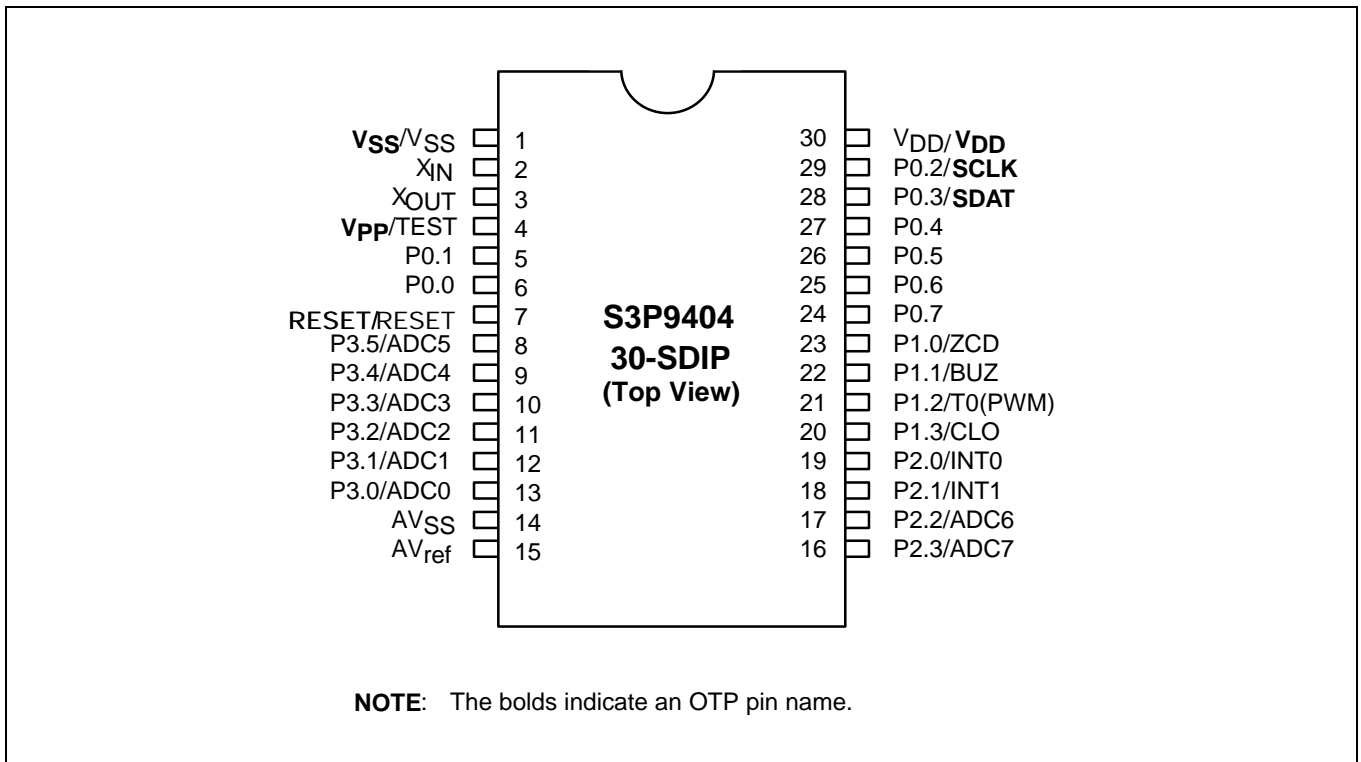 VSS/VSS 1 30 VDD/VDD
XIN 2 29 P0.2/SCLK
XOUT 3 28 P0.3/SDAT
VPP/TEST 4 27 P0.4
P0.1 5 26 P0.5
P0.0 6 25 P0.6
RESET/RESET 7 S3P9404 24 P0.7
P3.5/ADC5 8 30-SDIP 23 P1.0/ZCD
P3.4/ADC4 9 (Top View) 22 P1.1/BUZ
P3.3/ADC3 10 21 P1.2/T0(PWM)
P3.2/ADC2 11 20 P1.3/CLO
P3.1/ADC1 12 19 P2.0/INT0
P3.0/ADC0 13 18 P2.1/INT1
AVSS 14 17 P2.2/ADC6
AVref 15 16 P2.3/ADC7
NOTE: The bolds indicate an OTP pin name.